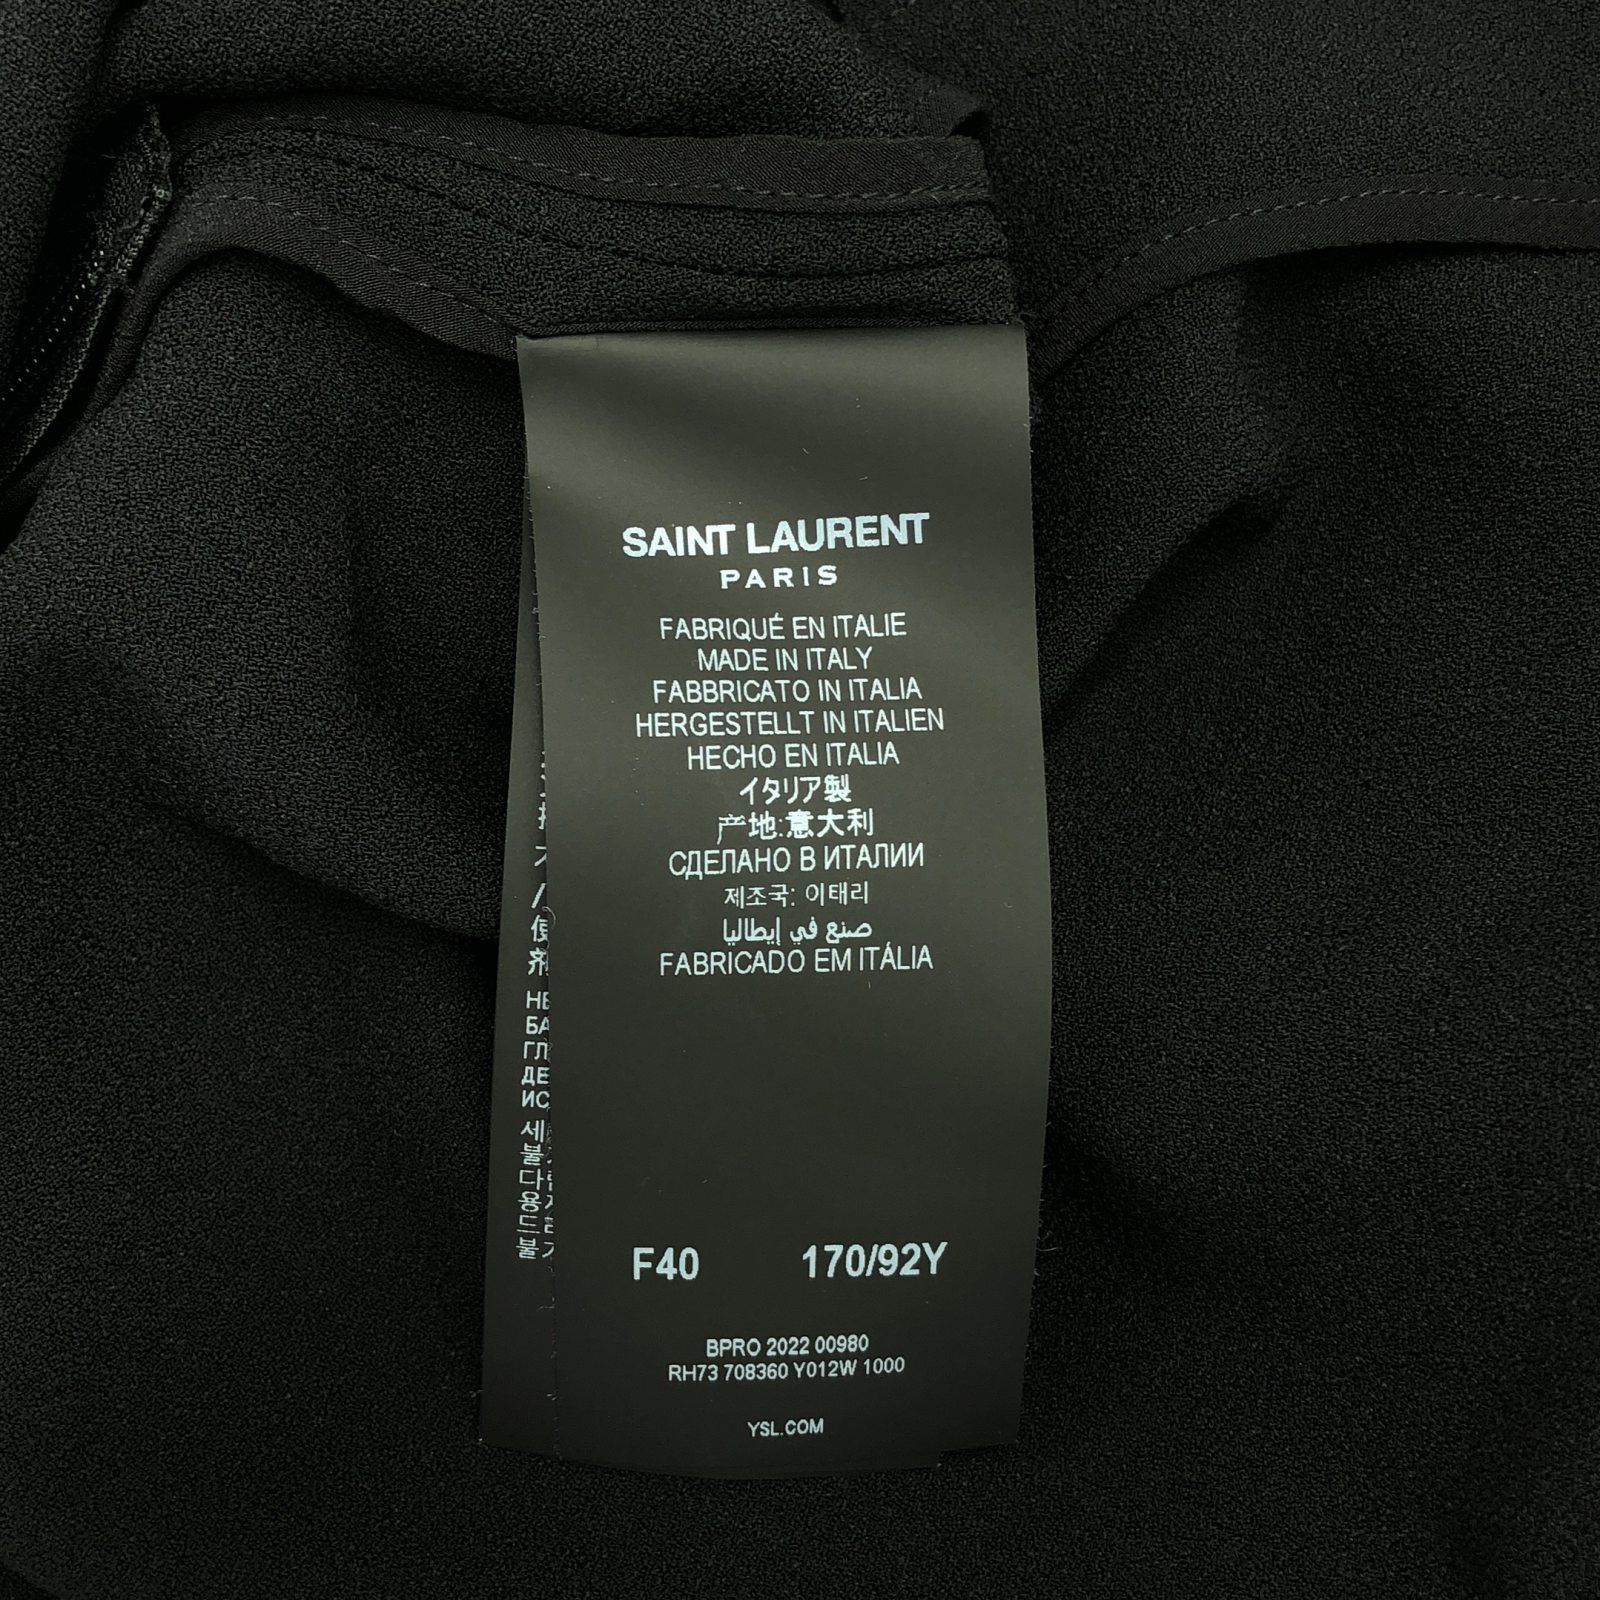 SAINT LAURENT
PARIS
FABRIQUÉ EN ITALIE
MADE IN ITALY
FABBRICATO IN ITALIA
HERGESTELLT IN ITALIEN
HECHO EN ITALIA
イタリア製
产地:意大利
СДЕЛАНО В ИТАЛИИ
제조국: 이태리
صنع في إيطاليا
FABRICADO EM ITÁLIA
F40 170/92Y
BPRO 2022 00980
RH73 708360 Y012W 1000
YSL.COM